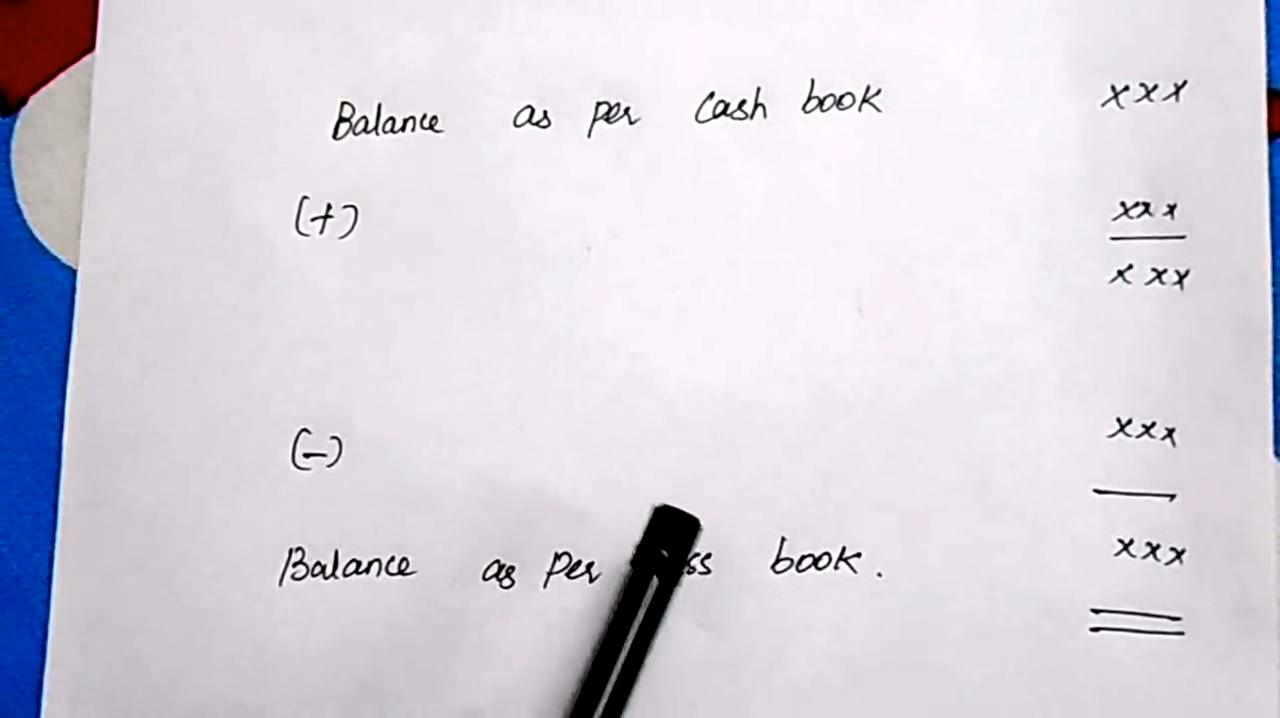 Balance as per Cash book xxx
(+) xxx
xxx
(-) xxx
Balance as per book. xxx